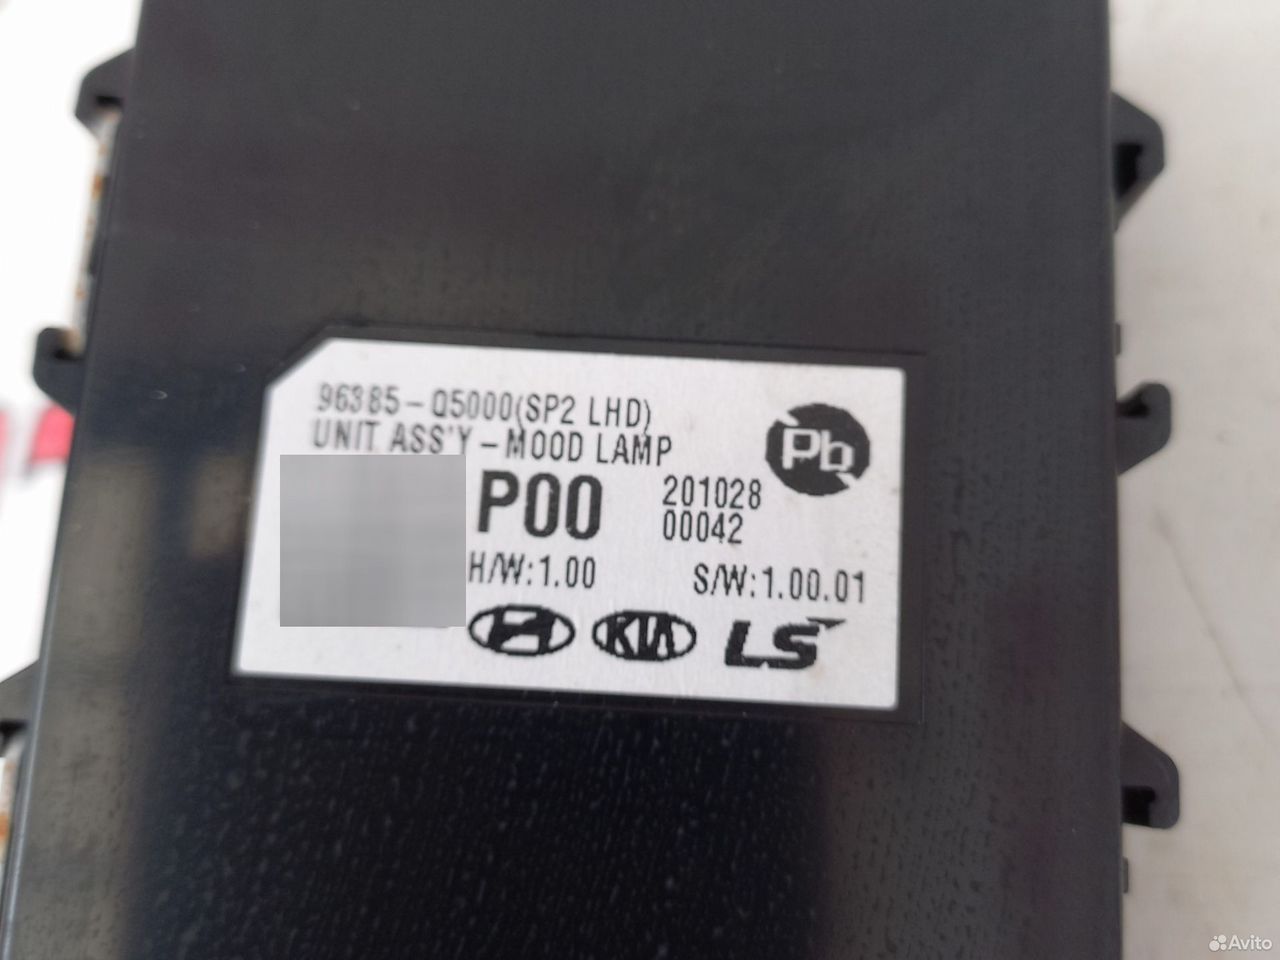 96385-Q5000(SP2 LHD)
UNIT ASS'Y-MOOD LAMP
Pb
P00
201028
00042
H/W:1.00
S/W:1.00.01
KIA
LS
Avito